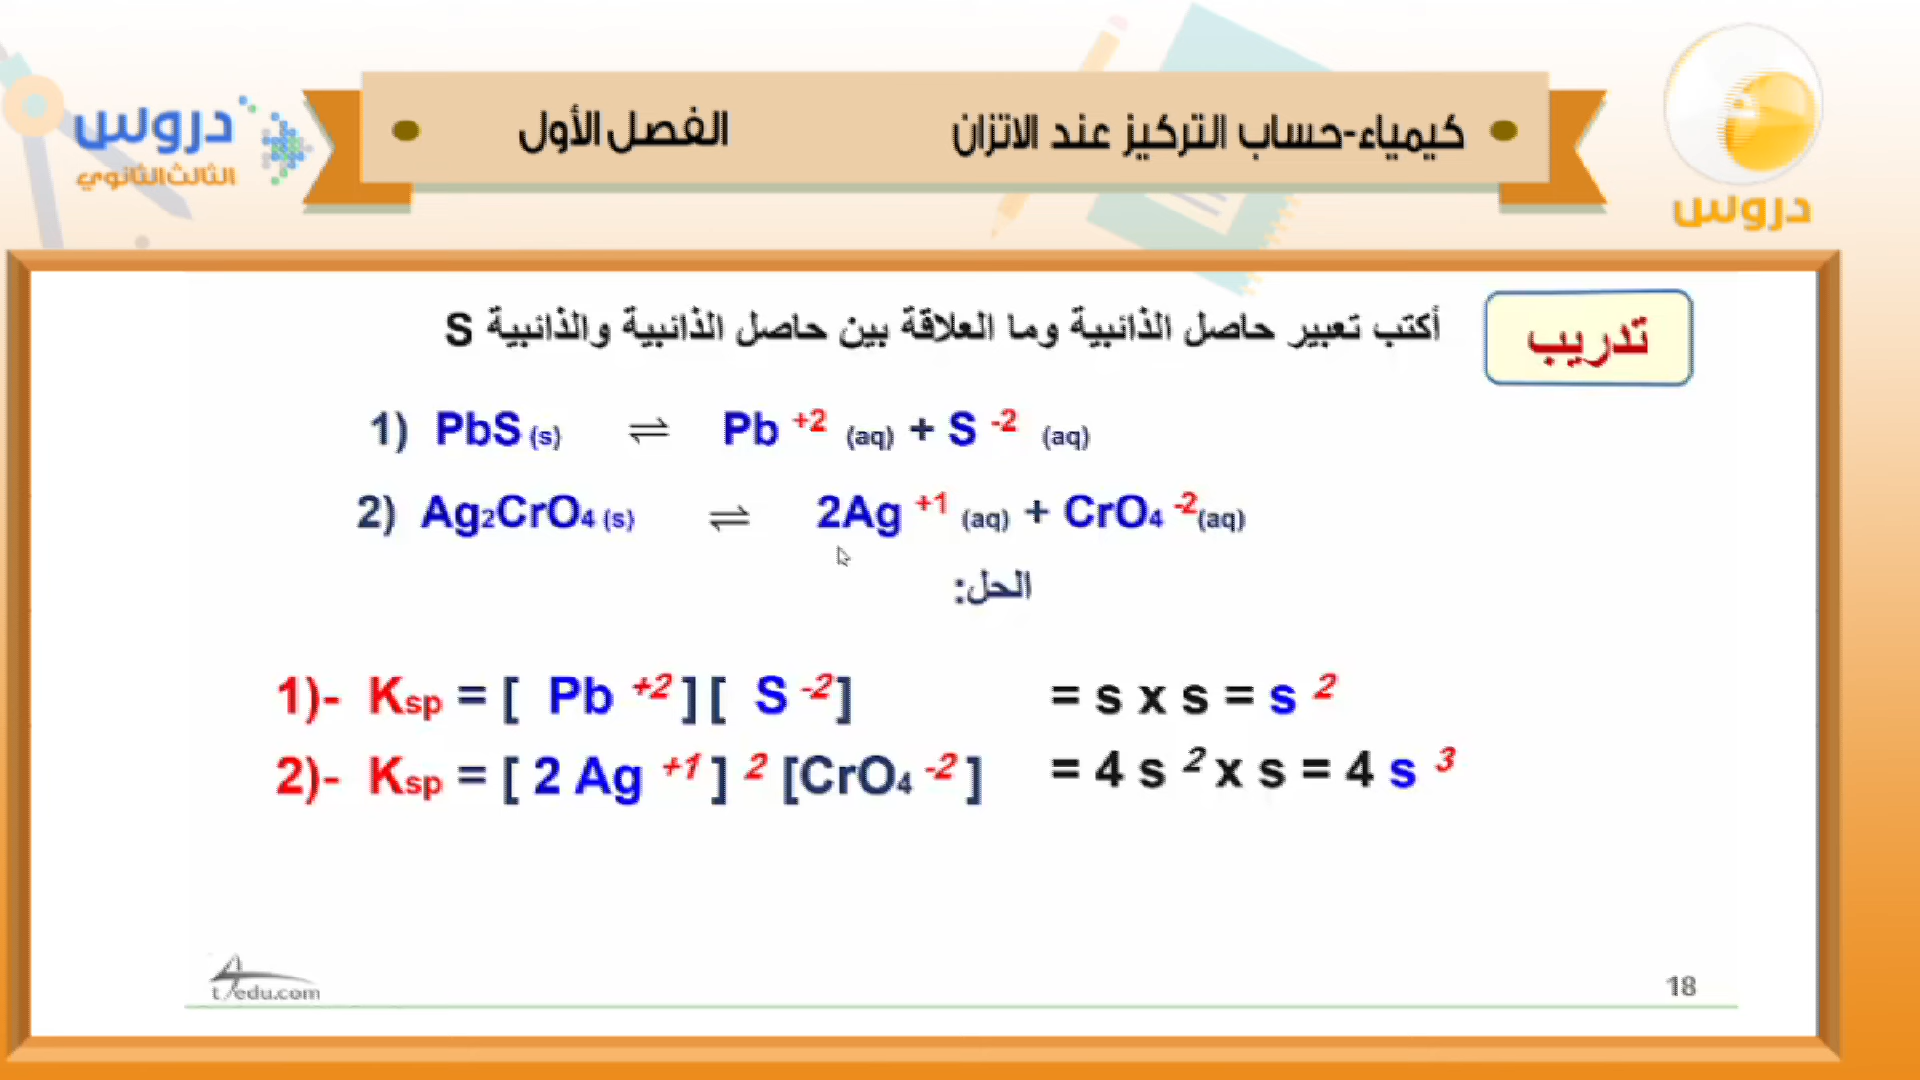 كيمياء-حساب التركيز عند الاتزان
الفصل الأول
دروس
الثالث الثانوي
دروس
تدريب
أكتب تعبير حاصل الذائبية وما العلاقة بين حاصل الذائبية والذائبية S
1) PbS (s) ⇌ Pb +2 (aq) + S -2 (aq)
2) Ag2CrO4 (s) ⇌ 2Ag +1 (aq) + CrO4 -2(aq)
الحل:
1)- Ksp = [ Pb +2 ] [ S -2 ] = s x s = s 2
2)- Ksp = [ 2 Ag +1 ] 2 [CrO4 -2 ] = 4 s 2 x s = 4 s 3
18